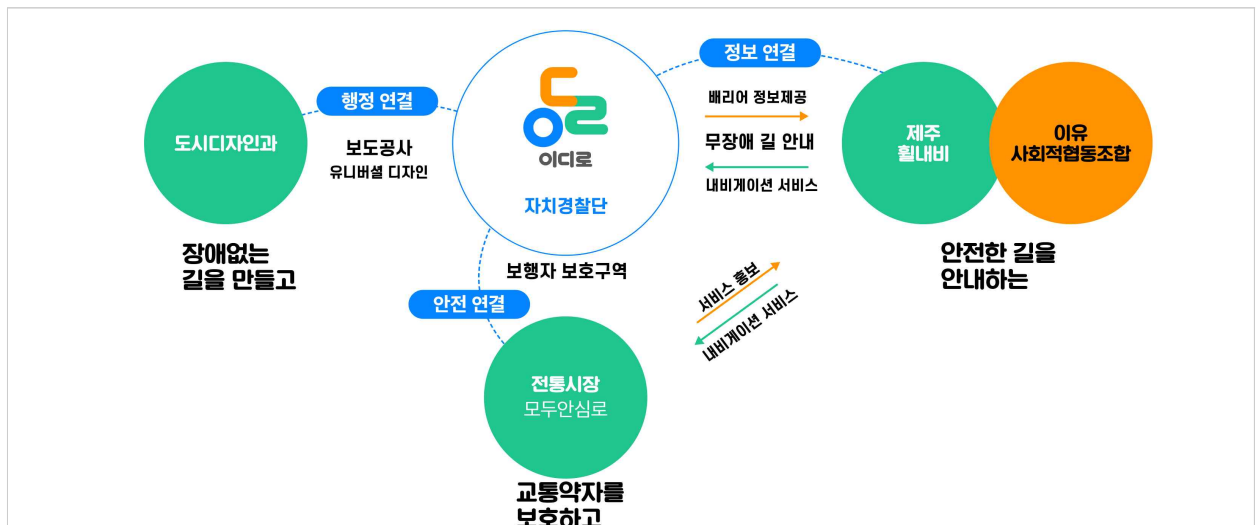 도시디자인과
장애없는
길을 만들고
행정 연결
보도공사
유니버셜 디자인
이디로
자치경찰단
보행자 보호구역
안전 연결
전통시장
모두안심로
교통약자를
보호하고
정보 연결
배리어 정보제공
무장애 길 안내
내비게이션 서비스
서비스 홍보
내비게이션 서비스
제주
휠내비
이유
사회적협동조합
안전한 길을
안내하는